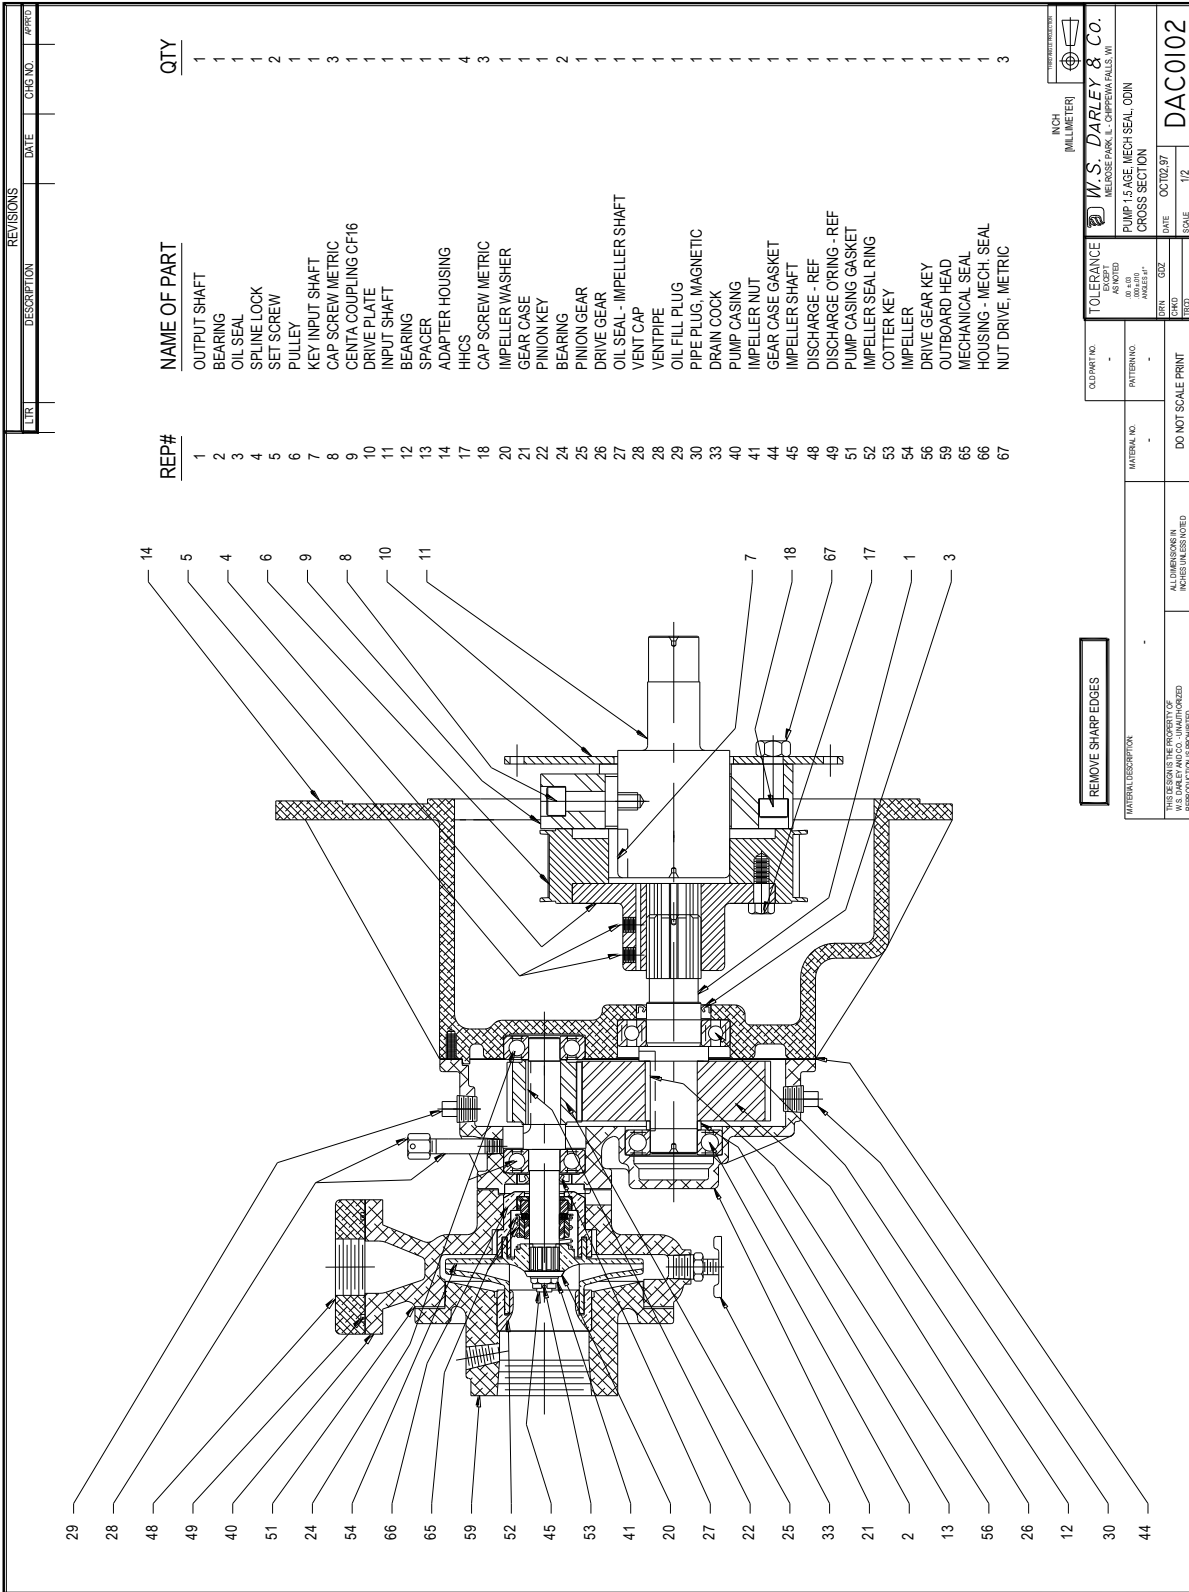 REVISIONS
LTR DESCRIPTION DATE CHG NO. APPR'D
REP# NAME OF PART QTY
1 OUTPUT SHAFT 1
2 BEARING 1
3 OIL SEAL 1
4 SPLINE LOCK 1
5 SET SCREW 2
6 PULLEY 1
7 KEY INPUT SHAFT 1
8 CAP SCREW METRIC 3
9 CENTA COUPLING CF16 1
10 DRIVE PLATE 1
11 INPUT SHAFT 1
12 BEARING 1
13 SPACER 1
14 ADAPTER HOUSING 1
17 HHCS 4
18 CAP SCREW METRIC 3
20 IMPELLER WASHER 1
21 GEAR CASE 1
22 PINION KEY 1
24 BEARING 2
25 PINION GEAR 1
26 DRIVE GEAR 1
27 OIL SEAL - IMPELLER SHAFT 1
28 VENT CAP 1
28 VENTPIPE 1
29 OIL FILL PLUG 1
30 PIPE PLUG, MAGNETIC 1
33 DRAIN COCK 1
40 PUMP CASING 1
41 IMPELLER NUT 1
44 GEAR CASE GASKET 1
45 IMPELLER SHAFT 1
48 DISCHARGE - REF 1
49 DISCHARGE O'RING - REF 1
51 PUMP CASING GASKET 1
52 IMPELLER SEAL RING 1
53 COTTER KEY 1
54 IMPELLER 1
56 DRIVE GEAR KEY 1
59 OUTBOARD HEAD 1
65 MECHANICAL SEAL 1
66 HOUSING - MECH. SEAL 1
67 NUT DRIVE, METRIC 3
14
5
4
6
9
8
10
11
7
18
67
17
1
3
29
28
48
49
40
51
24
54
66
65
59
52
45
53
41
20
27
22
25
33
21
2
13
56
26
12
30
44
REMOVE SHARP EDGES
INCH
[MILLIMETER]
THIRD ANGLE PROJECTION
MATERIAL DESCRIPTION:
-
THIS DESIGN IS THE PROPERTY OF
W.S. DARLEY AND CO. - UNAUTHORIZED
REPRODUCTION IS PROHIBITED
ALL DIMENSIONS IN
INCHES UNLESS NOTED
MATERIAL NO.
-
DO NOT SCALE PRINT
OLD PART NO.
-
PATTERN NO.
-
TOLERANCE
EXCEPT
AS NOTED
.00 ±.03
.000 ±.010
ANGLES ±1°
DRN GDZ
CHKD
TRCD
W.S. DARLEY & CO.
MELROSE PARK, IL. - CHIPPEWA FALLS, WI
PUMP 1.5 AGE, MECH SEAL, ODIN
CROSS SECTION
DATE OCT02,97
SCALE 1/2
DAC0102